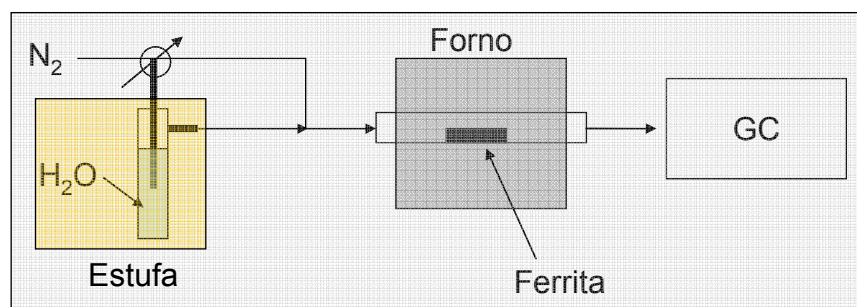 N₂
Forno
GC
H₂O
Estufa
Ferrita